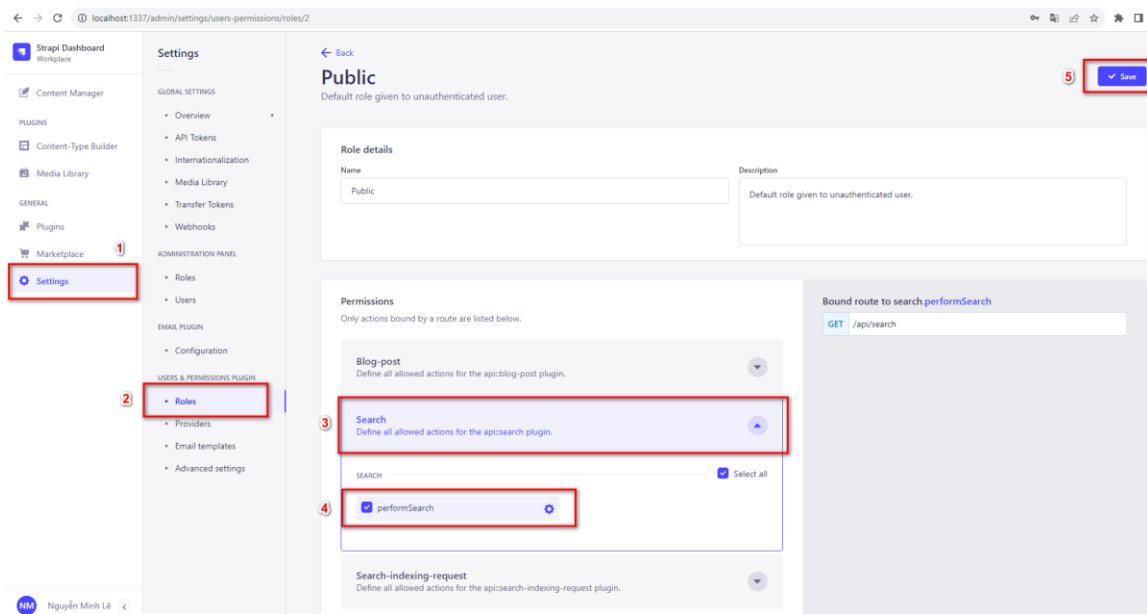 localhost:1337/admin/settings/users-permissions/roles/2
Strapi Dashboard
Workplace
Content Manager
PLUGINS
Content-Type Builder
Media Library
GENERAL
Plugins
Marketplace
1
Settings
Settings
GLOBAL SETTINGS
Overview
API Tokens
Internationalization
Media Library
Transfer Tokens
Webhooks
ADMINISTRATION PANEL
Roles
Users
EMAIL PLUGIN
Configuration
USERS & PERMISSIONS PLUGIN
2
Roles
Providers
Email templates
Advanced settings
Back
Public
Default role given to unauthenticated user.
5
Save
Role details
Name
Public
Description
Default role given to unauthenticated user.
Permissions
Only actions bound by a route are listed below.
Blog-post
Define all allowed actions for the api::blog-post plugin.
3
Search
Define all allowed actions for the api::search plugin.
SEARCH
Select all
4
performSearch
Search-indexing-request
Define all allowed actions for the api::search-indexing-request plugin.
Bound route to search.performSearch
GET /api/search
NM
Nguyễn Minh Lê